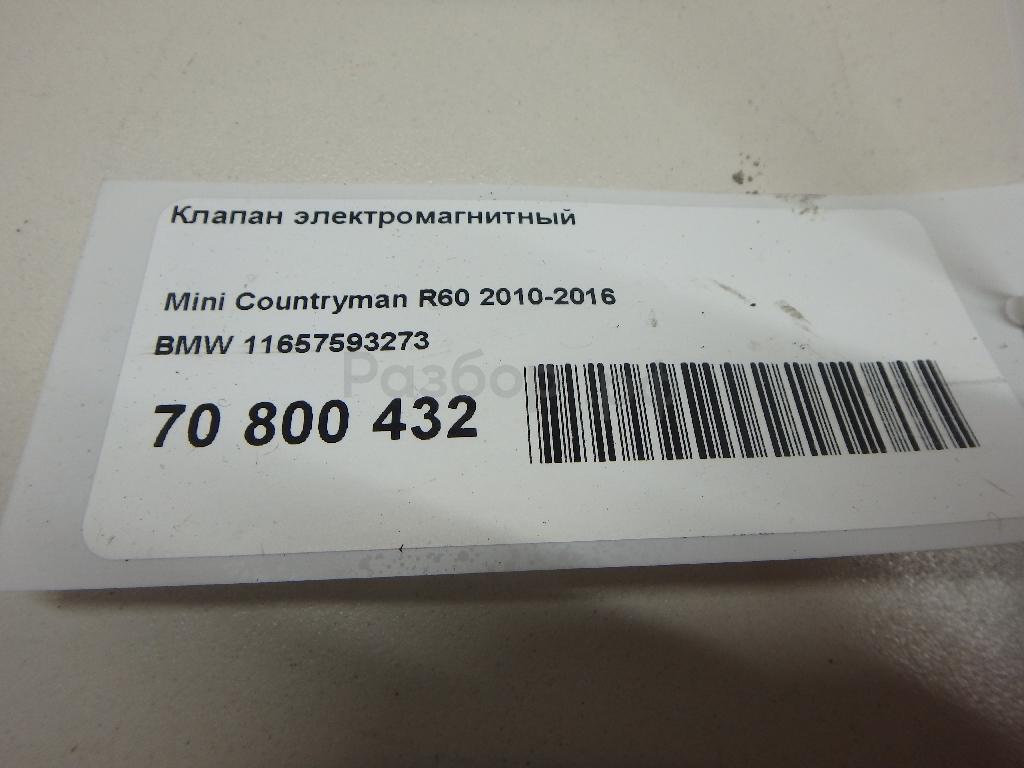 Клапан электромагнитный
Mini Countryman R60 2010-2016
BMW 11657593273
70 800 432